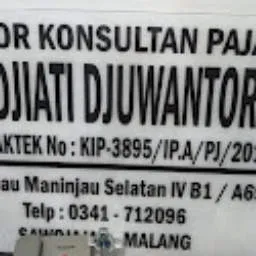 OR KONSULTAN PAJA
DJIATI DJUWANTOR
AKTEK No : KIP-3895/IP.A/PJ/201
au Maninjau Selatan IV B1 / A6
Telp : 0341 - 712096
MALANG